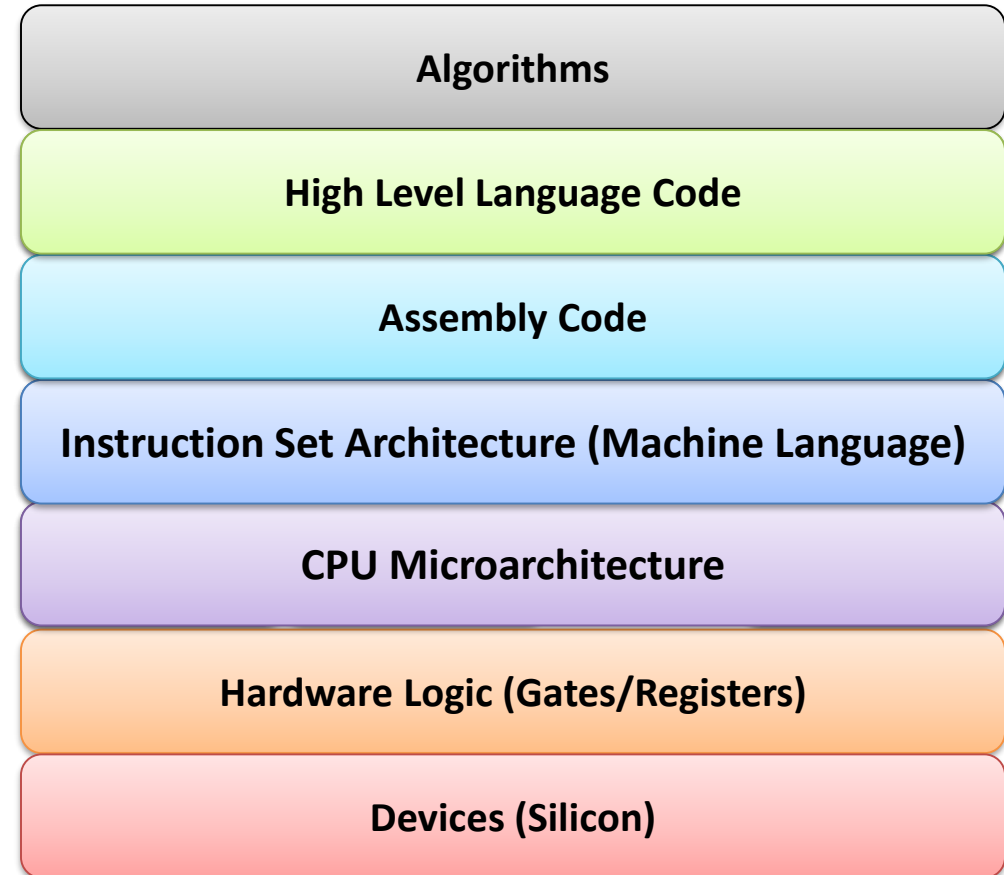 Algorithms
High Level Language Code
Assembly Code
Instruction Set Architecture (Machine Language)
CPU Microarchitecture
Hardware Logic (Gates/Registers)
Devices (Silicon)